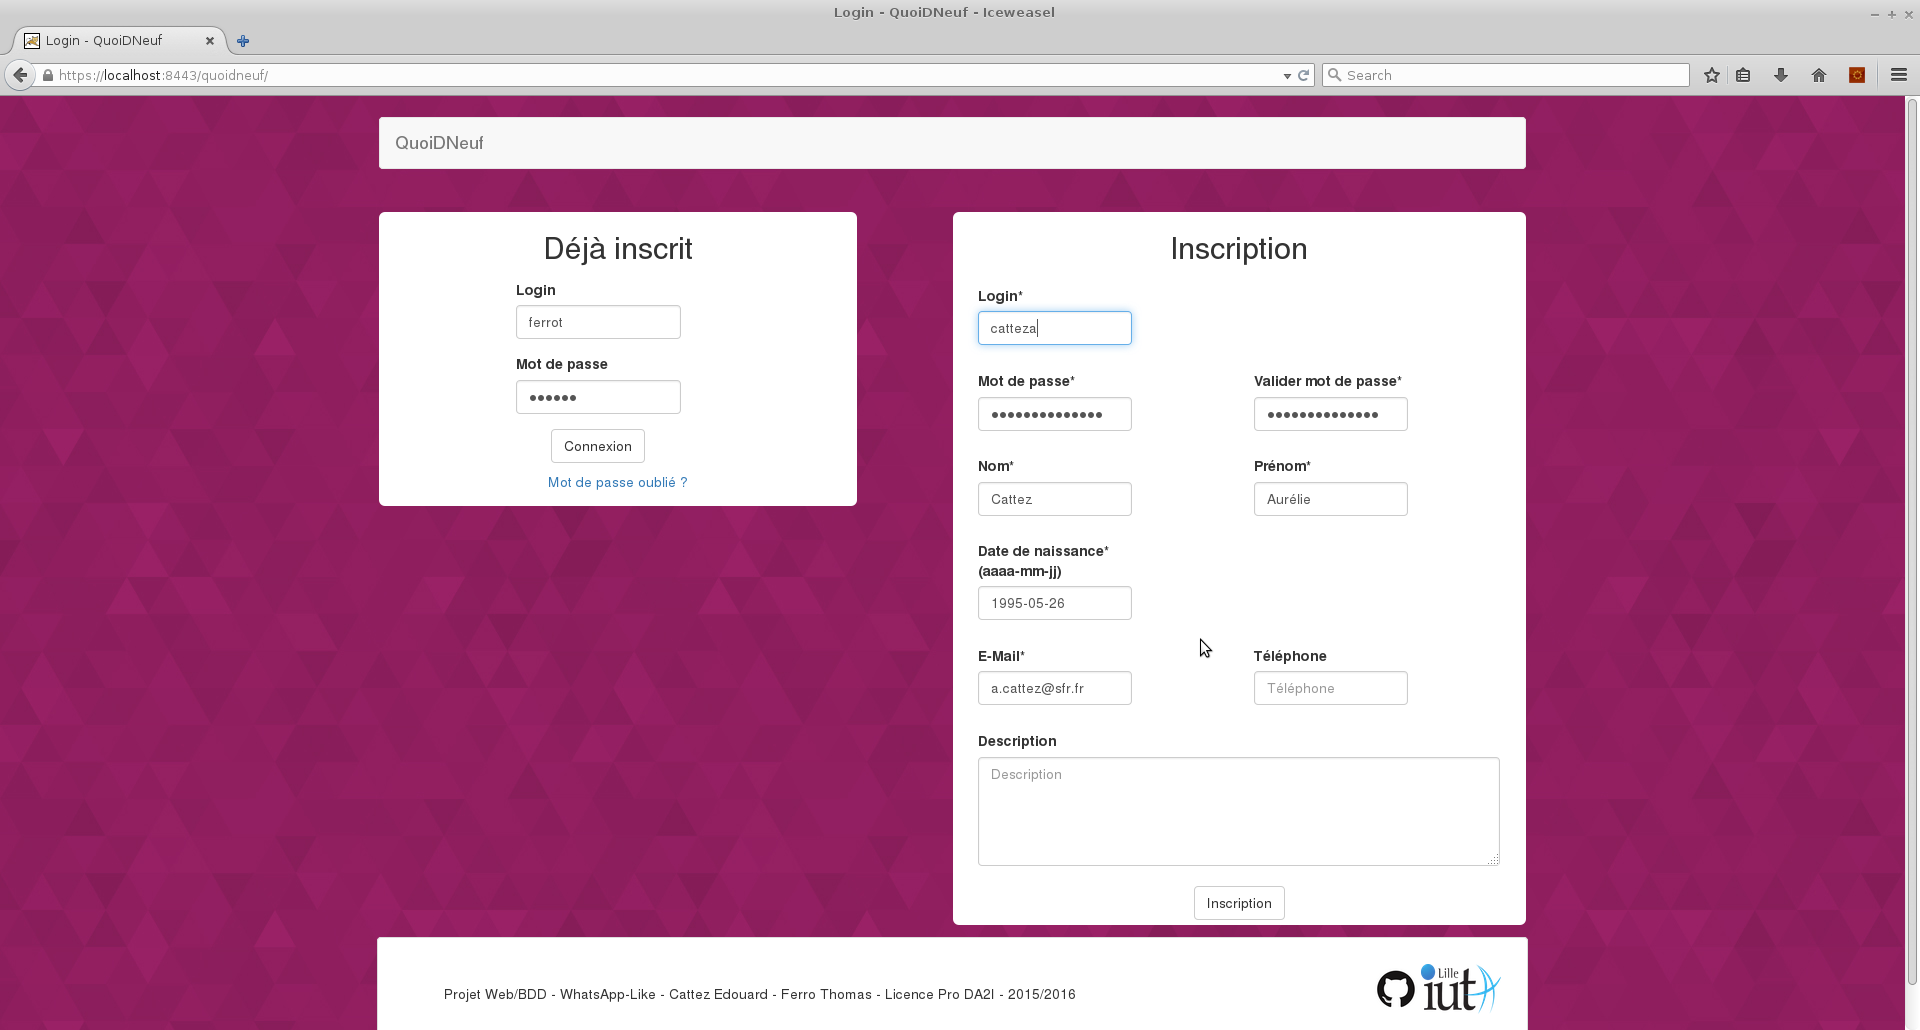 Login - QuoiDNeuf - Iceweasel
Login - QuoiDNeuf
https://localhost:8443/quoidneuf/
Search
QuoiDNeuf
Déjà inscrit
Login
ferrot
Mot de passe
••••••
Connexion
Mot de passe oublié ?
Inscription
Login*
catteza
Mot de passe* Valider mot de passe*
•••••••••••••• ••••••••••••••
Nom* Prénom*
Cattez Aurélie
Date de naissance*
(aaaa-mm-jj)
1995-05-26
E-Mail* Téléphone
a.cattez@sfr.fr Téléphone
Description
Description
Inscription
Projet Web/BDD - WhatsApp-Like - Cattez Edouard - Ferro Thomas - Licence Pro DA2I - 2015/2016
Lille
iut